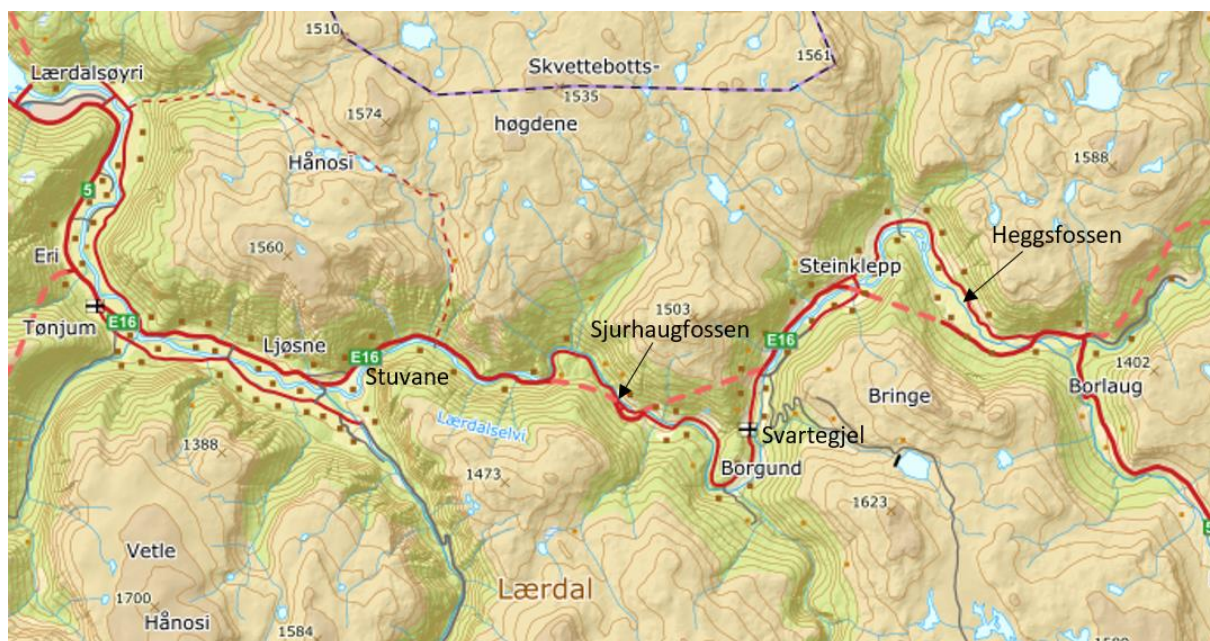 1510
1561
Lærdalsøyri
Skvettebotts-
1535
1574
høgdene
1588
Hånosi
5
Heggsfossen
Eri
1560
Steinklepp
1503
Sjurhaugfossen
Tønjum
E16
Ljøsne
E16
E16
1402
Stuvane
Borlaug
Bringe
Lærdalselvi
Svartegjel
1388
1473
Borgund
1623
Vetle
Lærdal
1700
Hånosi
1584